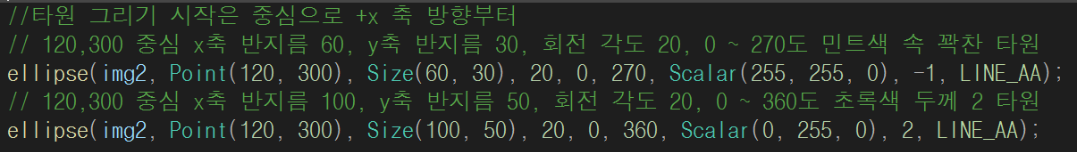 //타원 그리기 시작은 중심으로 +x 축 방향부터
// 120,300 중심 x축 반지름 60, y축 반지름 30, 회전 각도 20, 0 ~ 270도 민트색 속 꽉찬 타원
ellipse(img2, Point(120, 300), Size(60, 30), 20, 0, 270, Scalar(255, 255, 0), -1, LINE_AA);
// 120,300 중심 x축 반지름 100, y축 반지름 50, 회전 각도 20, 0 ~ 360도 초록색 두께 2 타원
ellipse(img2, Point(120, 300), Size(100, 50), 20, 0, 360, Scalar(0, 255, 0), 2, LINE_AA);